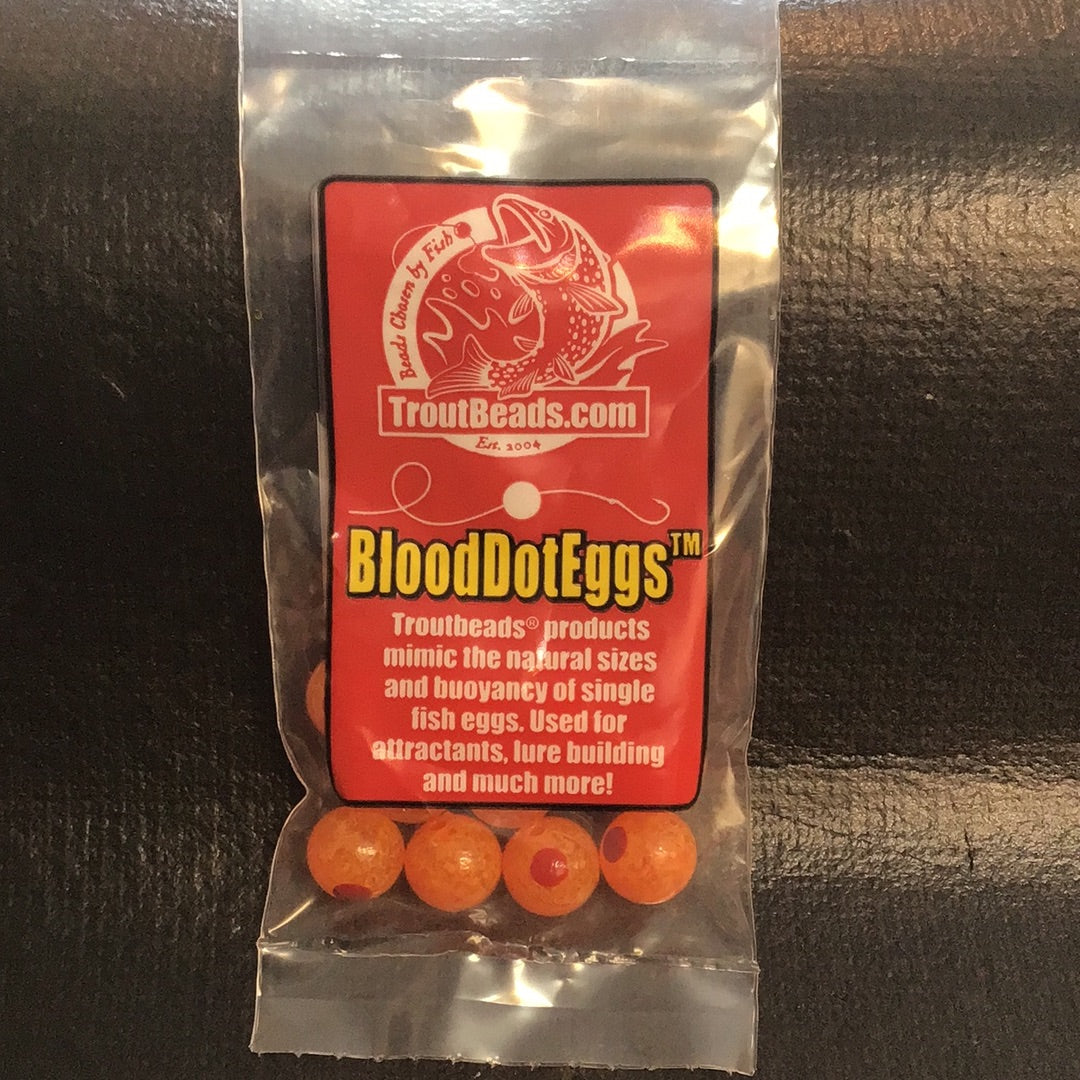 Beads Chosen by Fish
TroutBeads.com
Est. 2004
BloodDotEggs™
Troutbeads® products
mimic the natural sizes
and buoyancy of single
fish eggs. Used for
attractants, lure building
and much more!